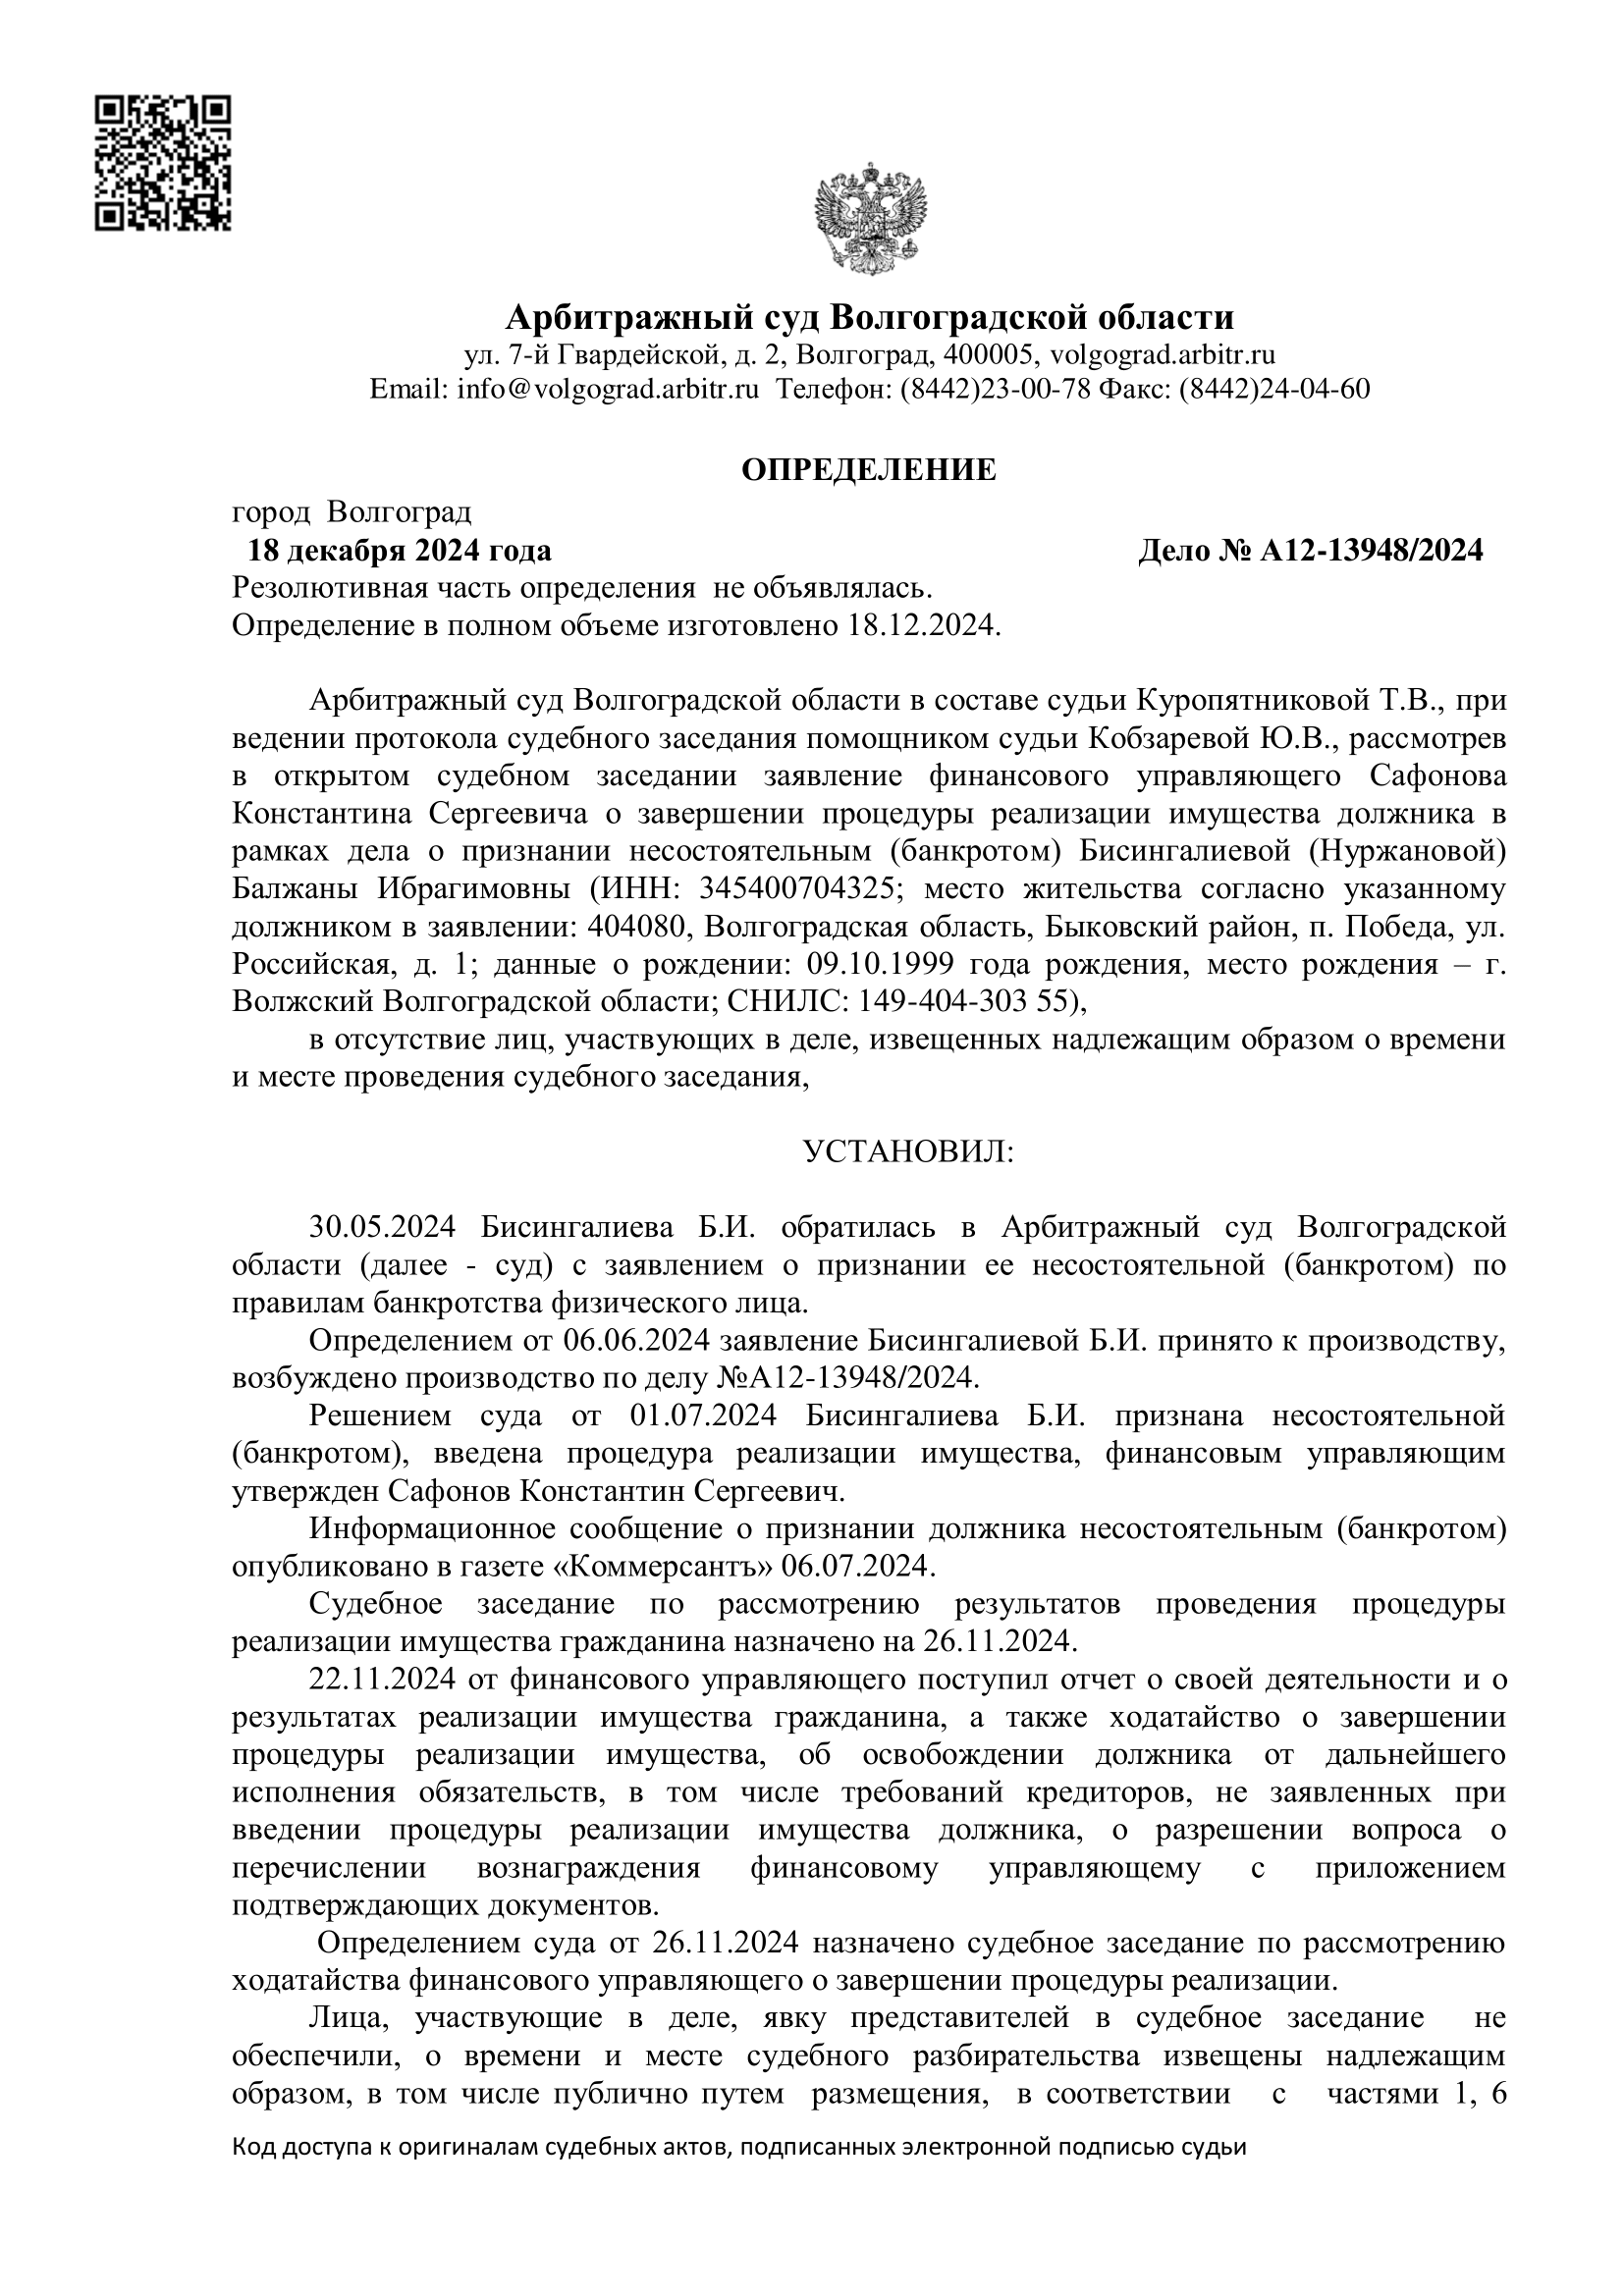 Арбитражный суд Волгоградской области
ул. 7-й Гвардейской, д. 2, Волгоград, 400005, volgograd.arbitr.ru
Email: info@volgograd.arbitr.ru Телефон: (8442)23-00-78 Факс: (8442)24-04-60
ОПРЕДЕЛЕНИЕ
город Волгоград
18 декабря 2024 года Дело № А12-13948/2024
Резолютивная часть определения не объявлялась.
Определение в полном объеме изготовлено 18.12.2024.
Арбитражный суд Волгоградской области в составе судьи Куропятниковой Т.В., при
ведении протокола судебного заседания помощником судьи Кобзаревой Ю.В., рассмотрев
в открытом судебном заседании заявление финансового управляющего Сафонова
Константина Сергеевича о завершении процедуры реализации имущества должника в
рамках дела о признании несостоятельным (банкротом) Бисингалиевой (Нуржановой)
Балжаны Ибрагимовны (ИНН: 345400704325; место жительства согласно указанному
должником в заявлении: 404080, Волгоградская область, Быковский район, п. Победа, ул.
Российская, д. 1; данные о рождении: 09.10.1999 года рождения, место рождения – г.
Волжский Волгоградской области; СНИЛС: 149-404-303 55),
в отсутствие лиц, участвующих в деле, извещенных надлежащим образом о времени
и месте проведения судебного заседания,
УСТАНОВИЛ:
30.05.2024 Бисингалиева Б.И. обратилась в Арбитражный суд Волгоградской
области (далее - суд) с заявлением о признании ее несостоятельной (банкротом) по
правилам банкротства физического лица.
Определением от 06.06.2024 заявление Бисингалиевой Б.И. принято к производству,
возбуждено производство по делу №А12-13948/2024.
Решением суда от 01.07.2024 Бисингалиева Б.И. признана несостоятельной
(банкротом), введена процедура реализации имущества, финансовым управляющим
утвержден Сафонов Константин Сергеевич.
Информационное сообщение о признании должника несостоятельным (банкротом)
опубликовано в газете «Коммерсантъ» 06.07.2024.
Судебное заседание по рассмотрению результатов проведения процедуры
реализации имущества гражданина назначено на 26.11.2024.
22.11.2024 от финансового управляющего поступил отчет о своей деятельности и о
результатах реализации имущества гражданина, а также ходатайство о завершении
процедуры реализации имущества, об освобождении должника от дальнейшего
исполнения обязательств, в том числе требований кредиторов, не заявленных при
введении процедуры реализации имущества должника, о разрешении вопроса о
перечислении вознаграждения финансовому управляющему с приложением
подтверждающих документов.
Определением суда от 26.11.2024 назначено судебное заседание по рассмотрению
ходатайства финансового управляющего о завершении процедуры реализации.
Лица, участвующие в деле, явку представителей в судебное заседание не
обеспечили, о времени и месте судебного разбирательства извещены надлежащим
образом, в том числе публично путем размещения, в соответствии с частями 1, 6
Код доступа к оригиналам судебных актов, подписанных электронной подписью судьи